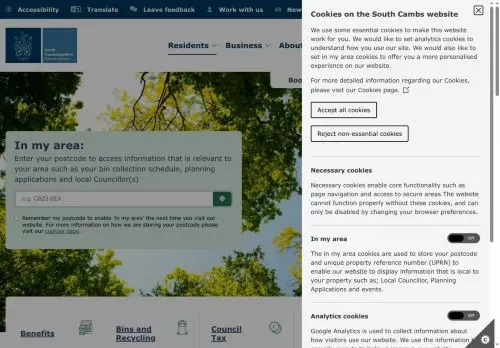 Accessibility
Translate
Leave feedback
Work with us
New
South
Cambridgeshire
District Council
Residents
Business
Abou
Boo
In my area:
Enter your postcode to access information that is relevant to
your area such as your bin collection schedule, planning
applications and local Councillor(s)
e.g. CB23 6EA
Remember my postcode to enable 'in my area' the next time you visit our
website. For more information on how we are storing your postcode please
visit our cookies page.
Benefits
Bins and
Recycling
Council
Tax
Cookies on the South Cambs website
We use some essential cookies to make this website
work for you. We would like to set analytics cookies to
understand how you use our site. We would also like to
set in my area cookies to offer you a more personalised
experience on our website.
For more detailed information regarding our Cookies,
please visit our Cookies page.
Accept all cookies
Reject non-essential cookies
Necessary cookies
Necessary cookies enable core functionality such as
page navigation and access to secure areas.The website
cannot function properly without these cookies, and can
only be disabled by changing your browser preferences.
In my area
Off
The in my area cookies are used to store your postcode
and unique property reference number (UPRN) to
enable our website to display information that is local to
your property such as; Local Councillor, Planning
Applications and events.
Analytics cookies
Off
Google Analytics is used to collect information about
how visitors use our website. We use the information